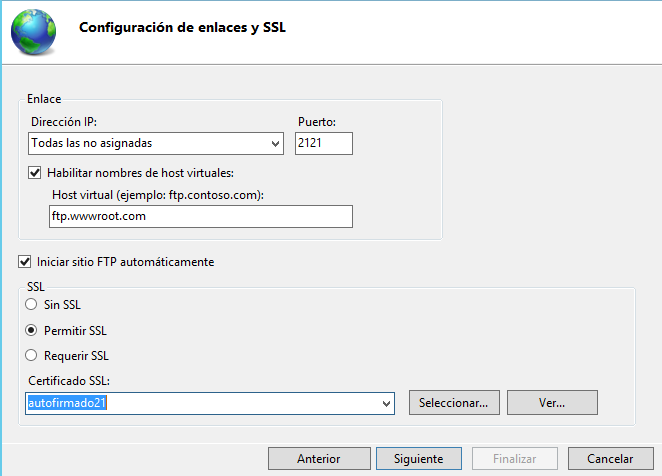 Configuración de enlaces y SSL
Enlace
Dirección IP:
Puerto:
Todas las no asignadas
2121
Habilitar nombres de host virtuales:
Host virtual (ejemplo: ftp.contoso.com):
ftp.wwwroot.com
Iniciar sitio FTP automáticamente
SSL
Sin SSL
Permitir SSL
Requerir SSL
Certificado SSL:
autofirmado21
Seleccionar...
Ver...
Anterior
Siguiente
Finalizar
Cancelar